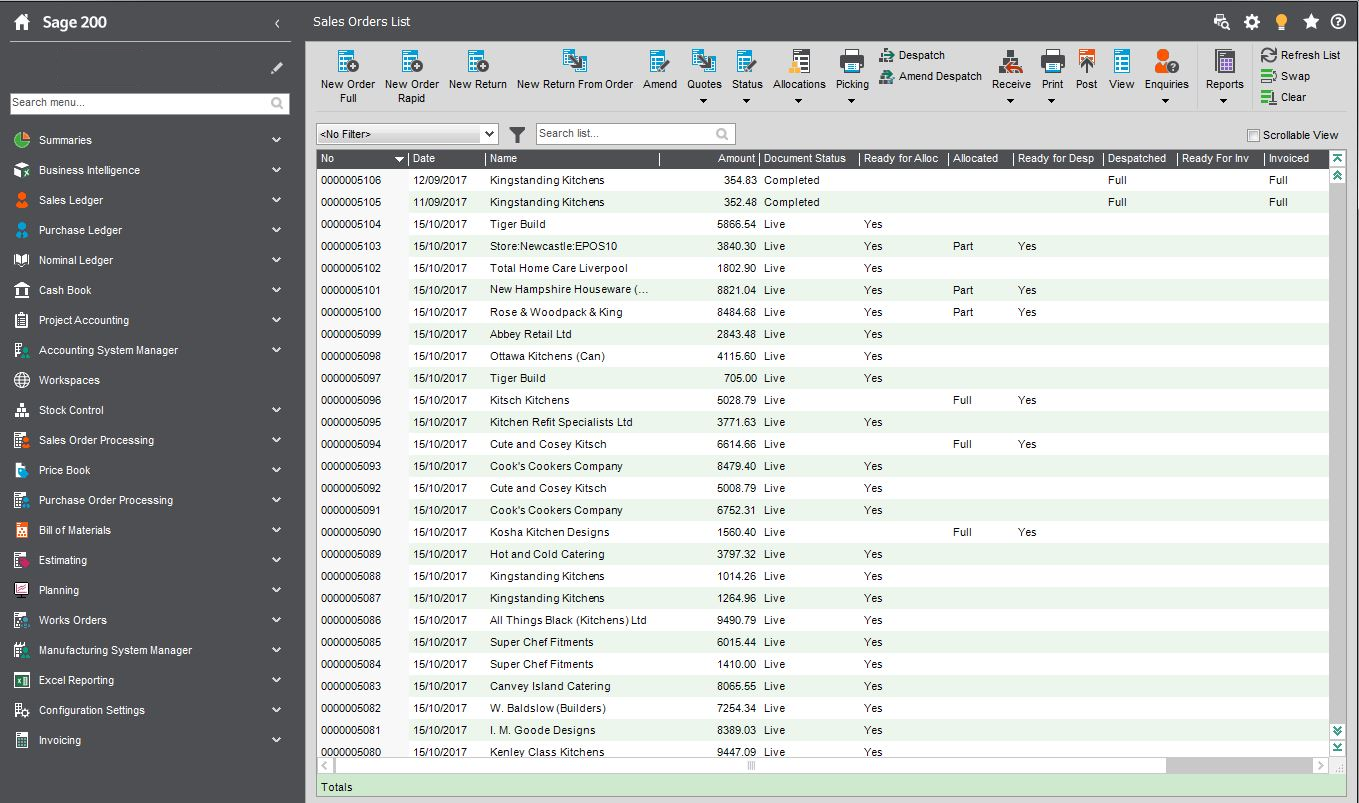 Sage 200
Search menu...
Summaries
Business Intelligence
Sales Ledger
Purchase Ledger
Nominal Ledger
Cash Book
Project Accounting
Accounting System Manager
Workspaces
Stock Control
Sales Order Processing
Price Book
Purchase Order Processing
Bill of Materials
Estimating
Planning
Works Orders
Manufacturing System Manager
Excel Reporting
Configuration Settings
Invoicing
Sales Orders List
New Order Full
New Order Rapid
New Return
New Return From Order
Amend
Quotes
Status
Allocations
Picking
Despatch
Amend Despatch
Receive
Print
Post
View
Enquiries
Reports
Refresh List
Swap
Clear
<No Filter>
Search list...
Scrollable View
No Date Name Amount Document Status Ready for Alloc Allocated Ready for Desp Despatched Ready For Inv Invoiced
0000005106 12/09/2017 Kingstanding Kitchens 354.83 Completed Full Full
0000005105 11/09/2017 Kingstanding Kitchens 352.48 Completed Full Full
0000005104 15/10/2017 Tiger Build 5866.54 Live Yes
0000005103 15/10/2017 Store:Newcastle:EPOS10 3840.30 Live Yes Part Yes
0000005102 15/10/2017 Total Home Care Liverpool 1802.90 Live Yes
0000005101 15/10/2017 New Hampshire Houseware (... 8821.04 Live Yes Part Yes
0000005100 15/10/2017 Rose & Woodpack & King 8484.68 Live Yes Part Yes
0000005099 15/10/2017 Abbey Retail Ltd 2843.48 Live Yes
0000005098 15/10/2017 Ottawa Kitchens (Can) 4115.60 Live Yes
0000005097 15/10/2017 Tiger Build 705.00 Live Yes
0000005096 15/10/2017 Kitsch Kitchens 5028.79 Live Full Yes
0000005095 15/10/2017 Kitchen Refit Specialists Ltd 3771.63 Live Yes
0000005094 15/10/2017 Cute and Cosey Kitsch 6614.66 Live Full Yes
0000005093 15/10/2017 Cook's Cookers Company 8479.40 Live Yes
0000005092 15/10/2017 Cute and Cosey Kitsch 5008.79 Live Yes
0000005091 15/10/2017 Cook's Cookers Company 6752.31 Live Yes
0000005090 15/10/2017 Kosha Kitchen Designs 1560.40 Live Full Yes
0000005089 15/10/2017 Hot and Cold Catering 3797.32 Live Yes
0000005088 15/10/2017 Kingstanding Kitchens 1014.26 Live Yes
0000005087 15/10/2017 Kingstanding Kitchens 1264.96 Live Yes
0000005086 15/10/2017 All Things Black (Kitchens) Ltd 9490.79 Live Yes
0000005085 15/10/2017 Super Chef Fitments 6015.44 Live Yes
0000005084 15/10/2017 Super Chef Fitments 1410.00 Live Yes
0000005083 15/10/2017 Canvey Island Catering 8065.55 Live Yes
0000005082 15/10/2017 W. Baldslow (Builders) 7254.34 Live Yes
0000005081 15/10/2017 I. M. Goode Designs 8389.03 Live Yes
0000005080 15/10/2017 Kenley Class Kitchens 9447.09 Live Yes
Totals